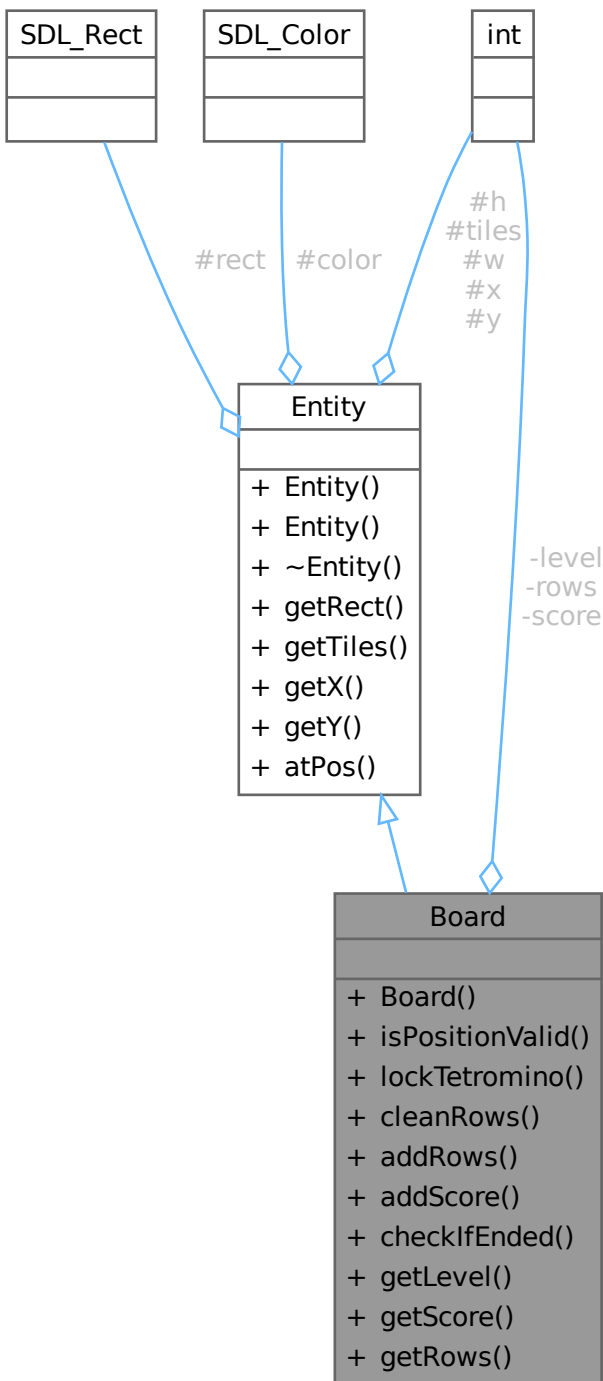 SDL_Rect
SDL_Color
int
#rect
#color
#h
#tiles
#w
#x
#y
Entity
+ Entity()
+ Entity()
+ ~Entity()
+ getRect()
+ getTiles()
+ getX()
+ getY()
+ atPos()
-level
-rows
-score
Board
+ Board()
+ isPositionValid()
+ lockTetromino()
+ cleanRows()
+ addRows()
+ addScore()
+ checkIfEnded()
+ getLevel()
+ getScore()
+ getRows()